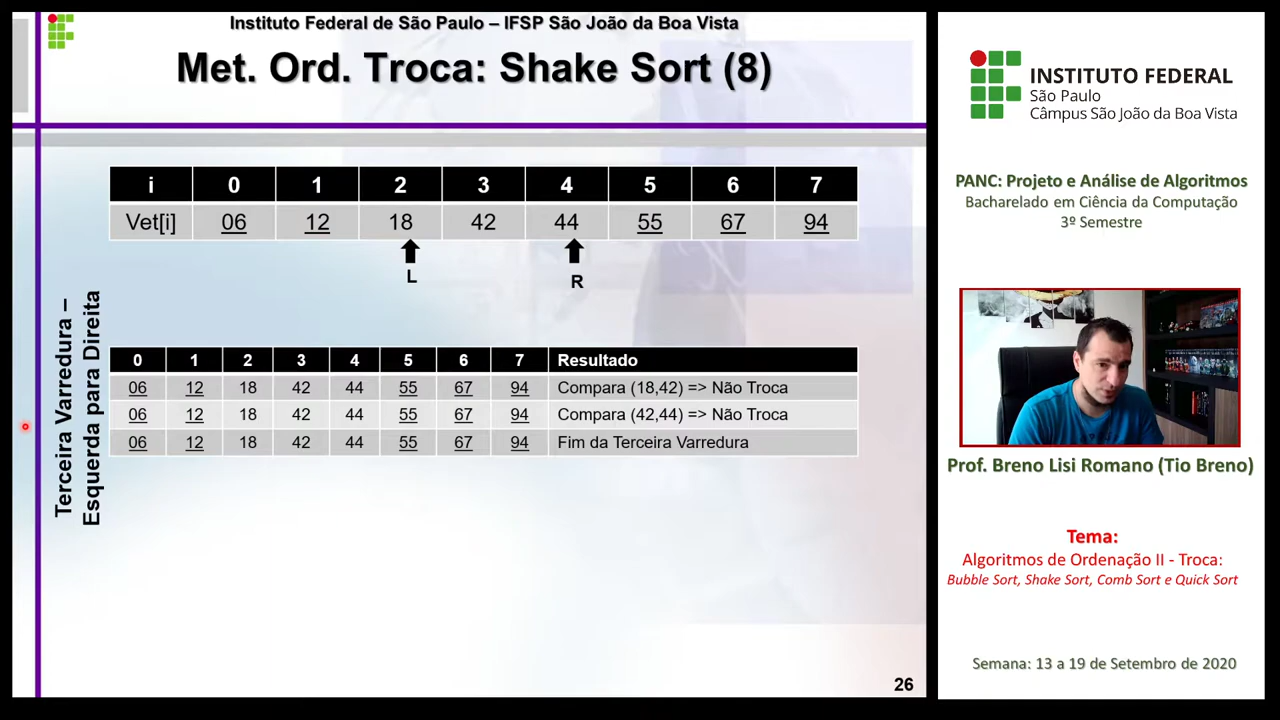 Instituto Federal de São Paulo – IFSP São João da Boa Vista
Met. Ord. Troca: Shake Sort (8)
i 0 1 2 3 4 5 6 7
Vet[i] 06 12 18 42 44 55 67 94
L
R
Terceira Varredura –
Esquerda para Direita
0 1 2 3 4 5 6 7 Resultado
06 12 18 42 44 55 67 94 Compara (18,42) => Não Troca
06 12 18 42 44 55 67 94 Compara (42,44) => Não Troca
06 12 18 42 44 55 67 94 Fim da Terceira Varredura
26
INSTITUTO FEDERAL
São Paulo
Câmpus São João da Boa Vista
PANC: Projeto e Análise de Algoritmos
Bacharelado em Ciência da Computação
3º Semestre
Prof. Breno Lisi Romano (Tio Breno)
Tema:
Algoritmos de Ordenação II - Troca:
Bubble Sort, Shake Sort, Comb Sort e Quick Sort
Semana: 13 a 19 de Setembro de 2020